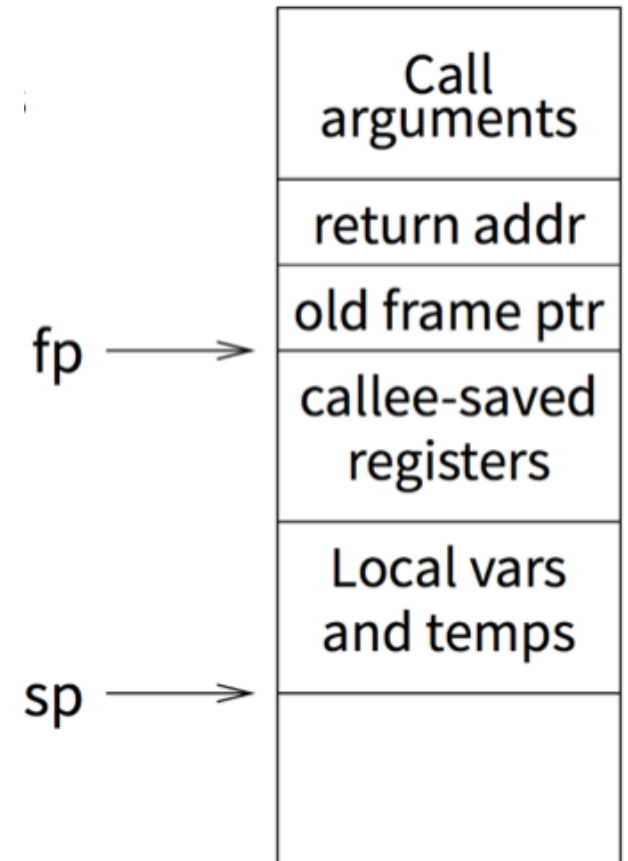 Call
arguments
return addr
old frame ptr
fp
callee-saved
registers
Local vars
and temps
sp